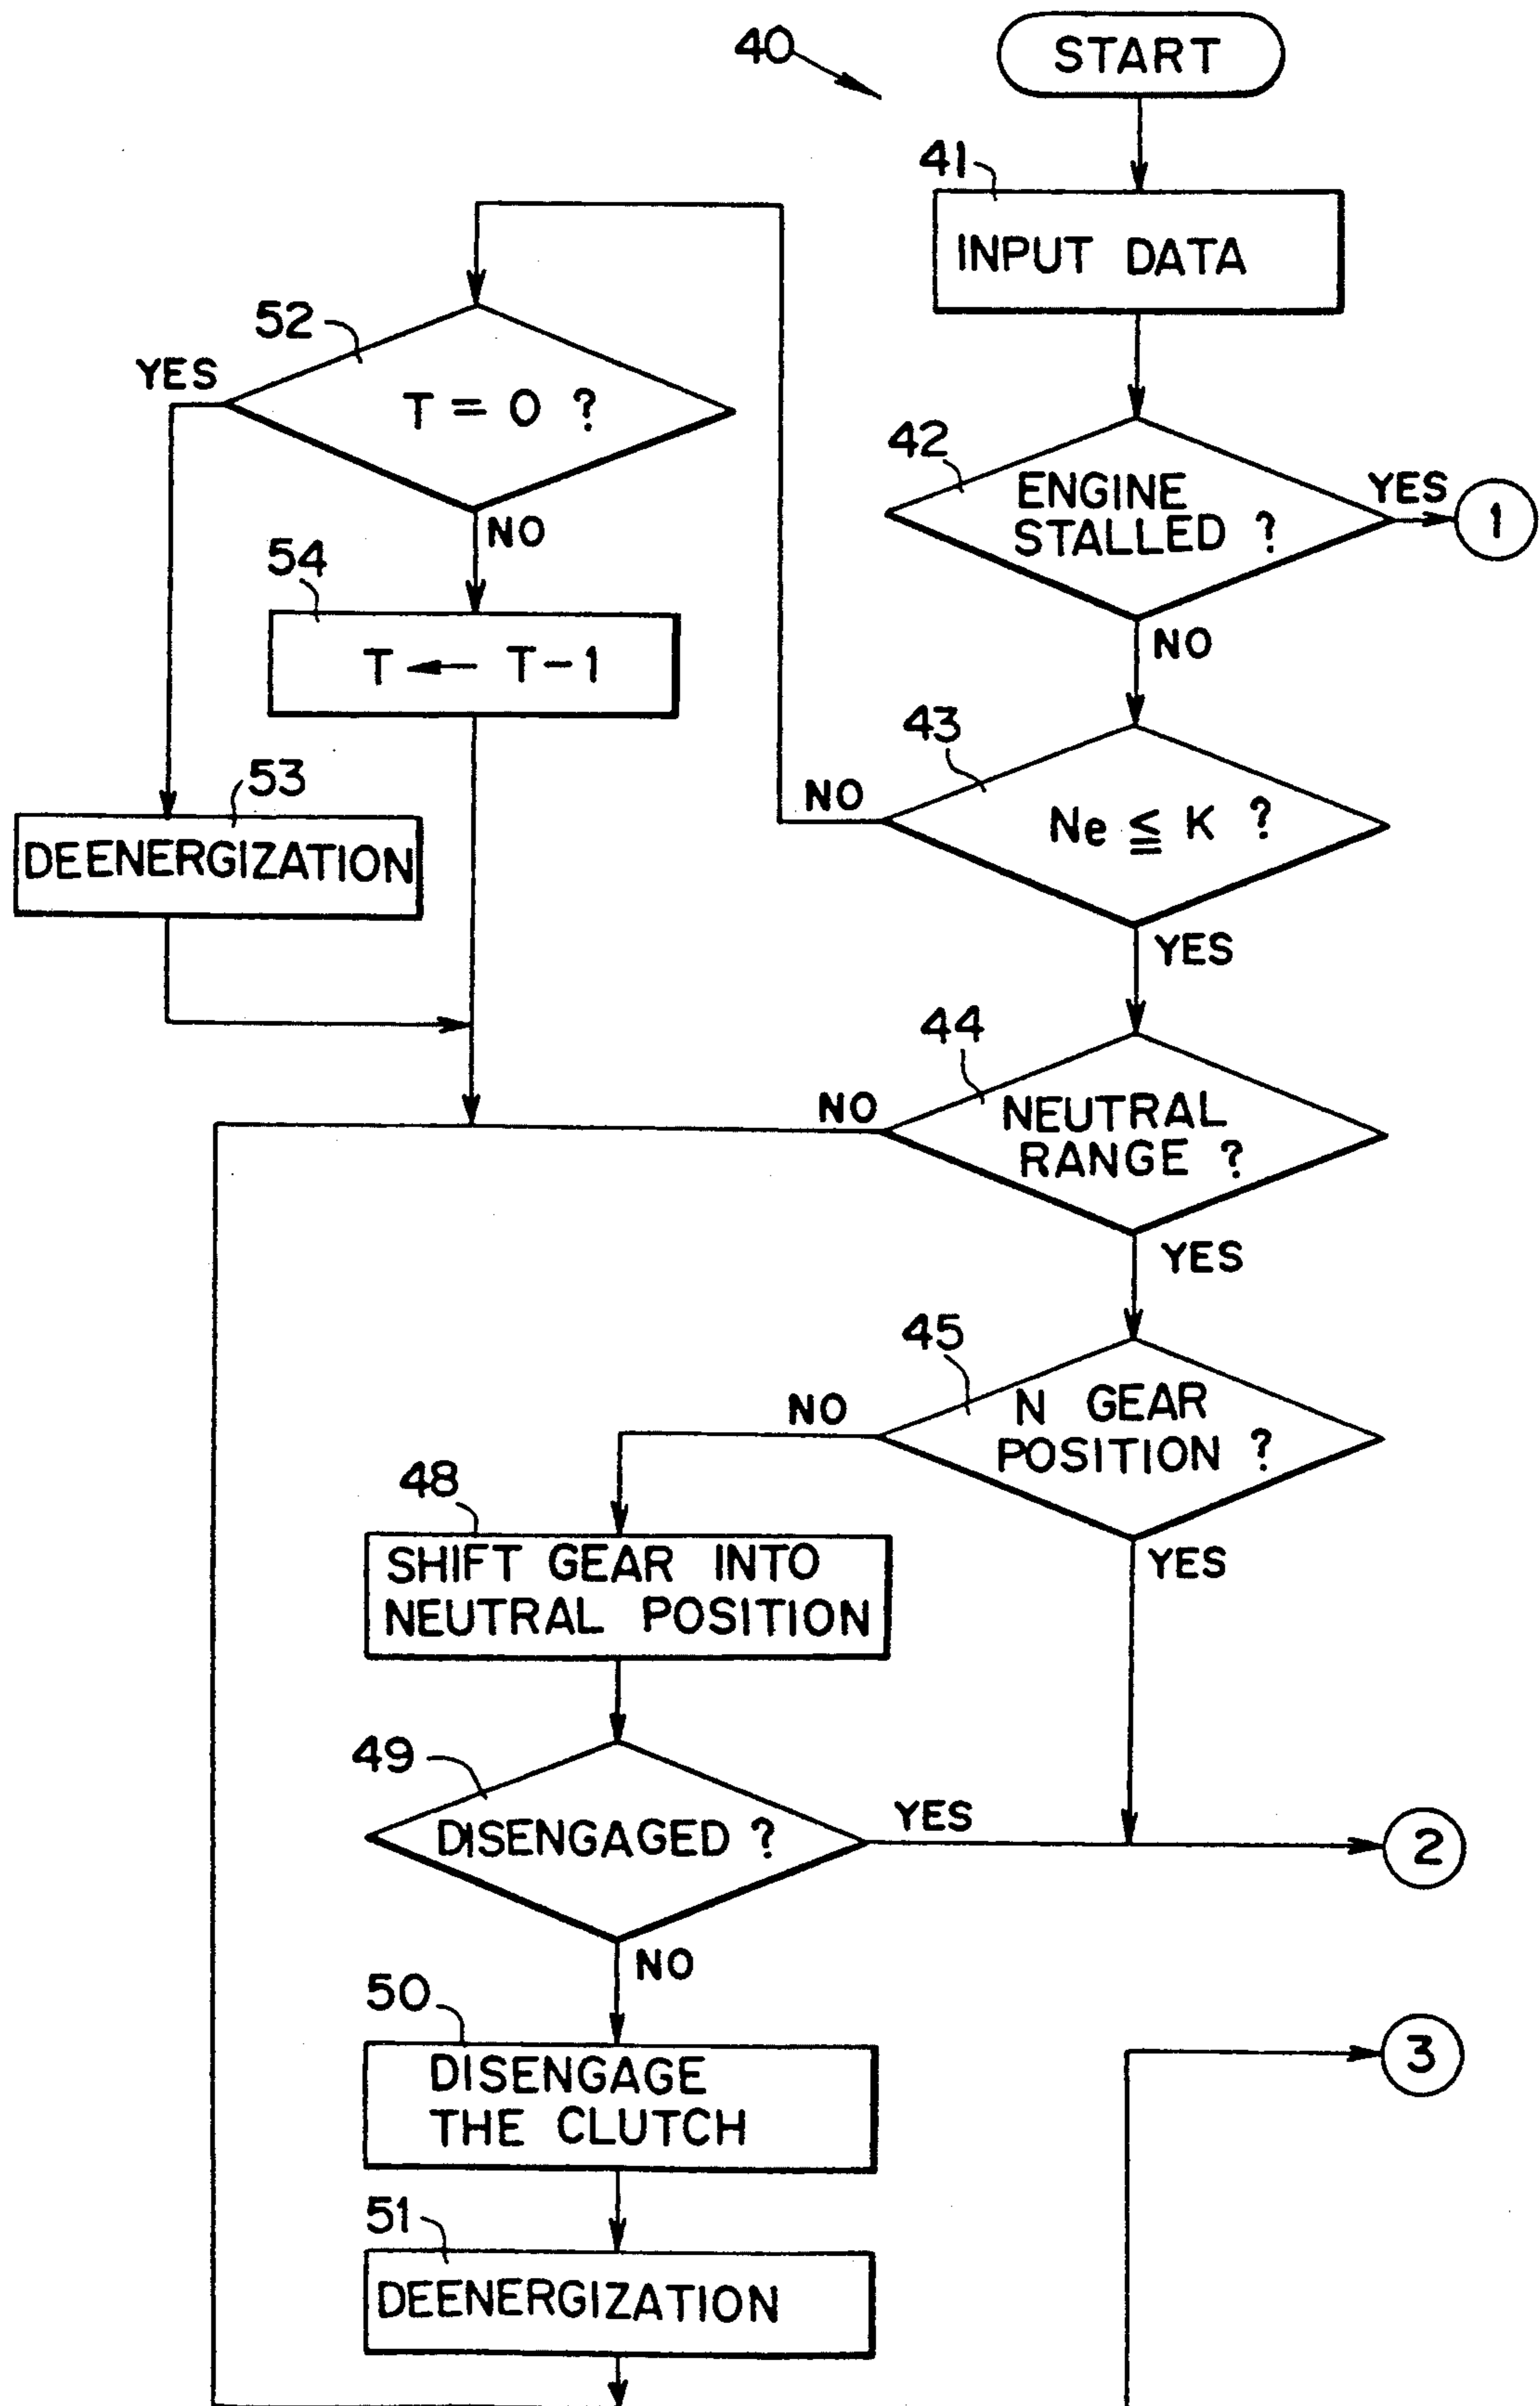 40
START
41
INPUT DATA
52
YES
T = 0 ?
42
ENGINE
STALLED ?
YES
1
NO
NO
54
T ← T-1
43
NO
Ne ≦ K ?
53
DEENERGIZATION
YES
44
NO
NEUTRAL
RANGE ?
YES
45
NO
N GEAR
POSITION ?
48
YES
SHIFT GEAR INTO
NEUTRAL POSITION
49
DISENGAGED ?
YES
2
NO
50
3
DISENGAGE
THE CLUTCH
51
DEENERGIZATION